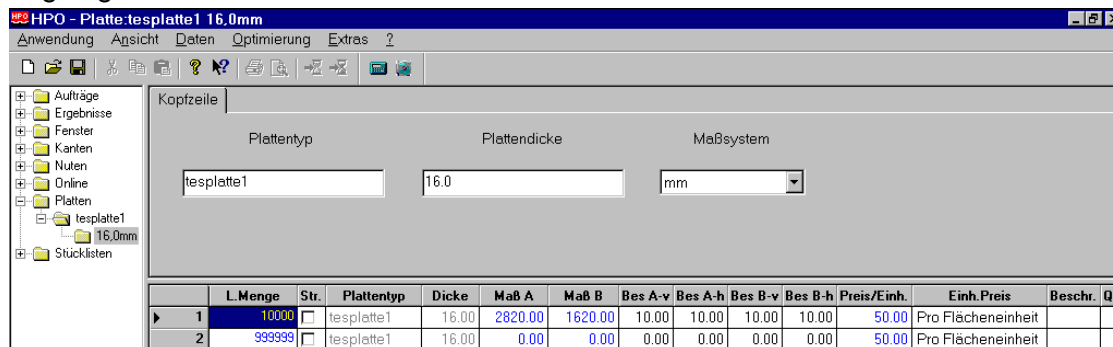 HPO - Platte:tesplatte1 16,0mm
Anwendung Ansicht Daten Optimierung Extras ?
Aufträge
Ergebnisse
Fenster
Kanten
Nuten
Online
Platten
tesplatte1
16,0mm
Stücklisten
Kopfzeile
Plattentyp Plattendicke Maßsystem
tesplatte1 16.0 mm
L.Menge Str. Plattentyp Dicke Maß A Maß B Bes A-v Bes A-h Bes B-v Bes B-h Preis/Einh. Einh.Preis Beschr. Q
1 10000 tesplatte1 16.00 2820.00 1620.00 10.00 10.00 10.00 10.00 50.00 Pro Flächeneinheit
2 999999 tesplatte1 16.00 0.00 0.00 0.00 0.00 0.00 0.00 50.00 Pro Flächeneinheit